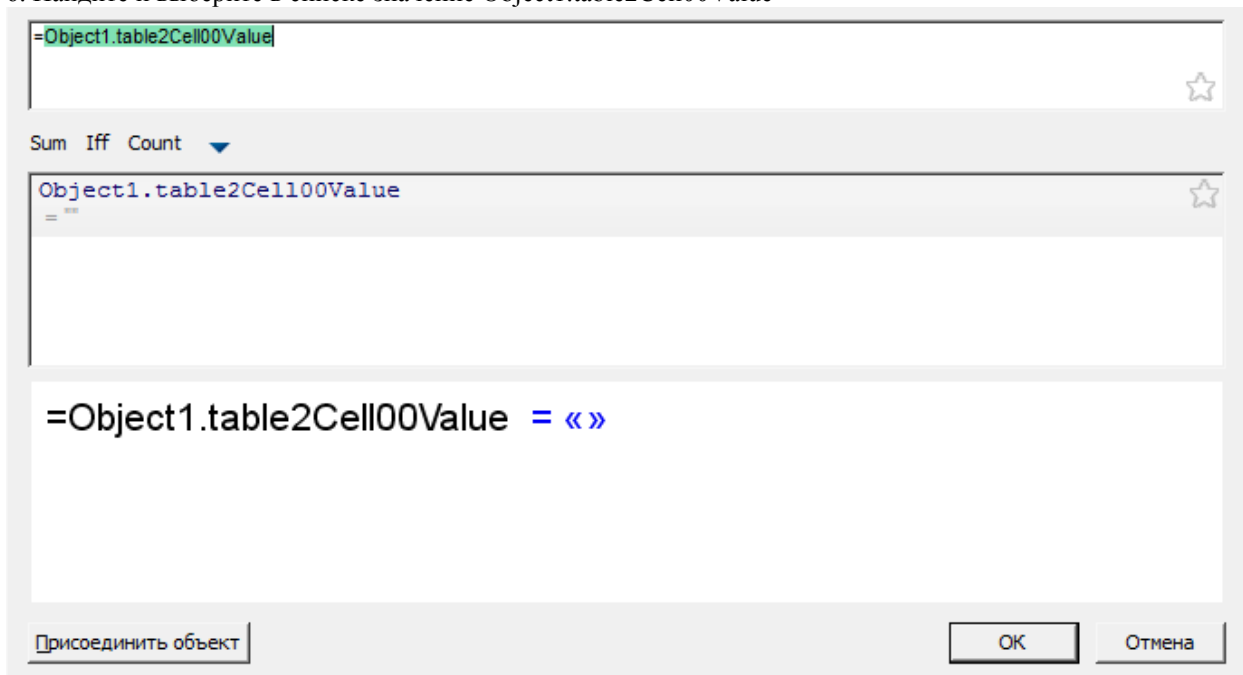 =Object1.table2Cell00Value
Sum Iff Count
Object1.table2Cell00Value
= ""
=Object1.table2Cell00Value = «»
Присоединить объект
OK
Отмена